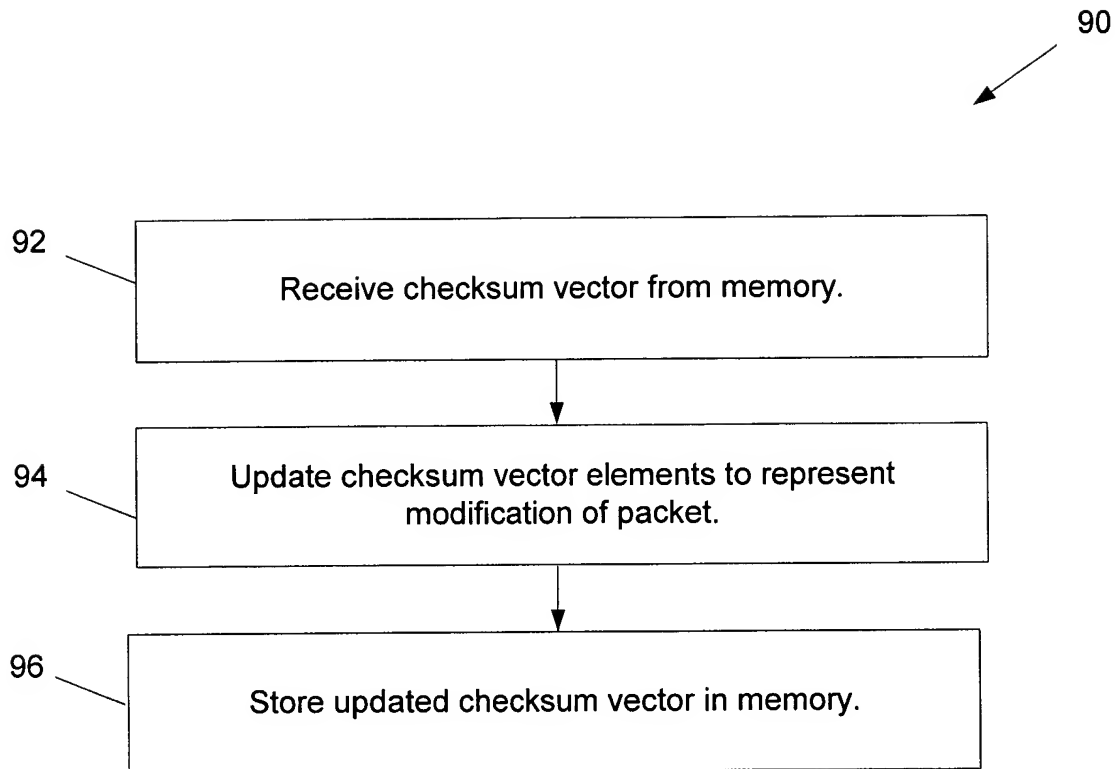 90
92
Receive checksum vector from memory.
94
Update checksum vector elements to represent
modification of packet.
96
Store updated checksum vector in memory.